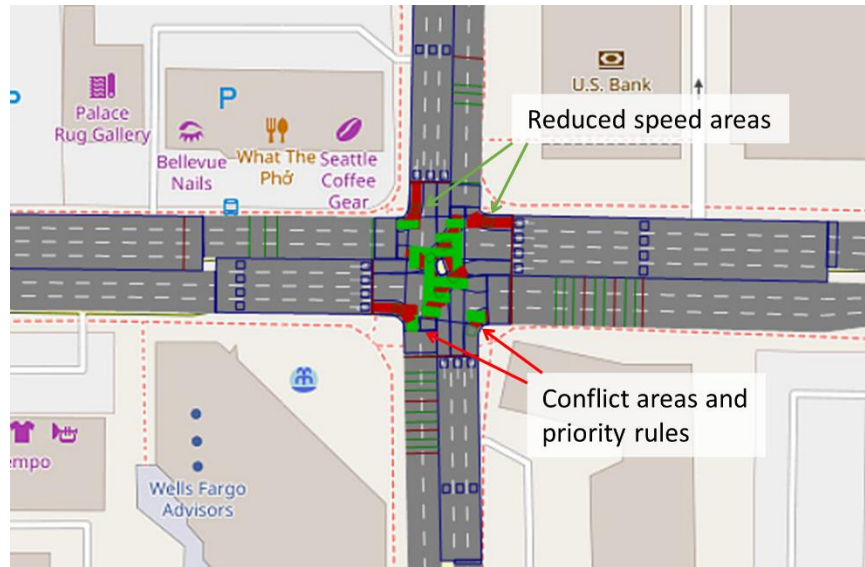 P
Palace
Rug Gallery
P
Bellevue
Nails
What The
Phở
Seattle
Coffee
Gear
U.S. Bank
Reduced speed areas
Conflict areas and
priority rules
empo
Wells Fargo
Advisors